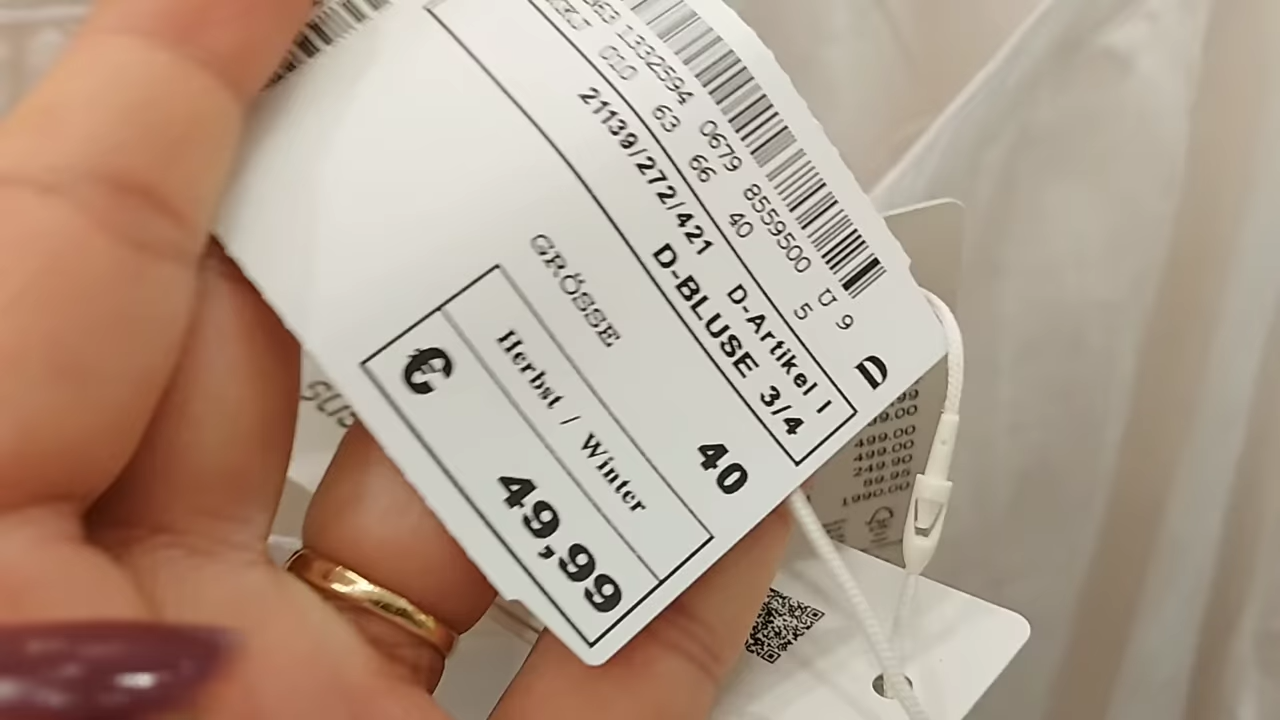 1332594 0679 8559500 U 9
010 63 66 40 5
21139/272/421 D-Artikel I
D-BLUSE 3/4
D
GRÖSSE 40
Herbst / Winter
€ 49,99
499.00
499.00
249.90
89.95
1990.00